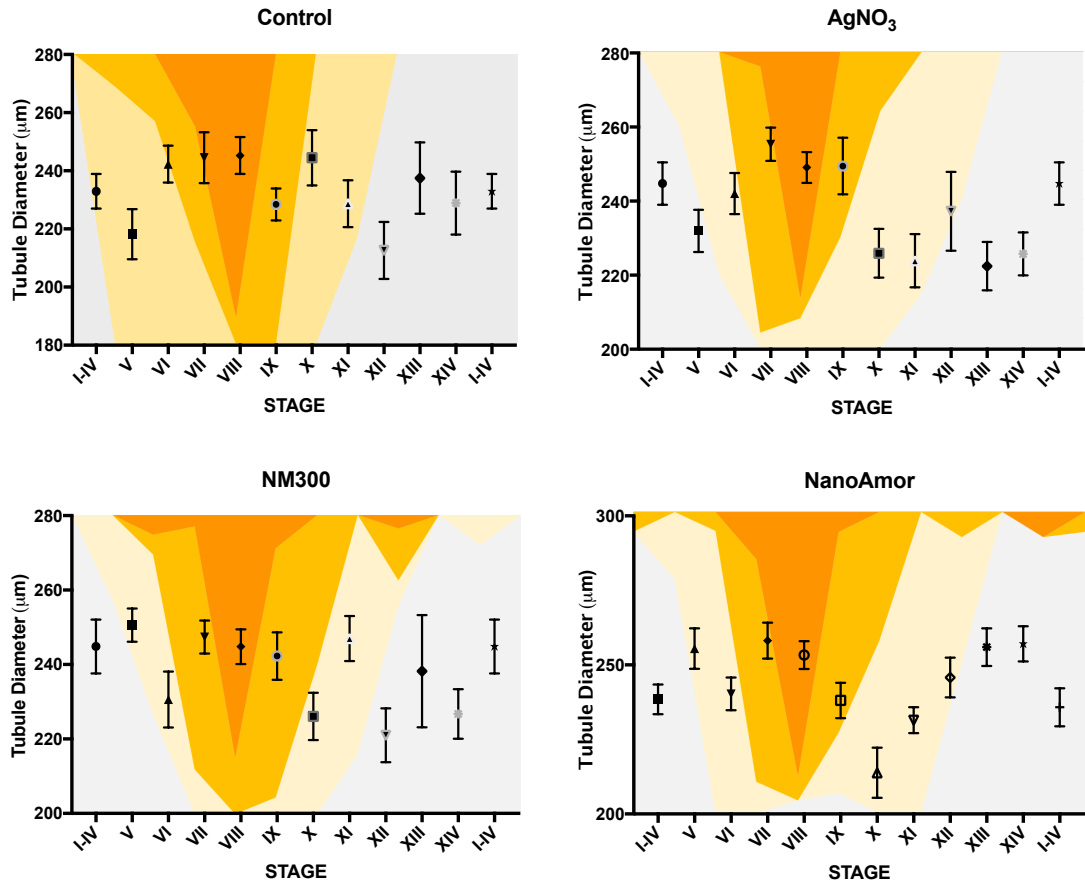 Control
Tubule Diameter (μm)
280
260
240
220
200
180
I-IV V VI VII VIII IX X XI XII XIII XIV I-IV
STAGE
AgNO3
Tubule Diameter (μm)
280
260
240
220
200
I-IV V VI VII VIII IX X XI XII XIII XIV I-IV
STAGE
NM300
Tubule Diameter (μm)
280
260
240
220
200
I-IV V VI VII VIII IX X XI XII XIII XIV I-IV
STAGE
NanoAmor
Tubule Diameter (μm)
300
250
200
I-IV V VI VII VIII IX X XI XII XIII XIV I-IV
STAGE